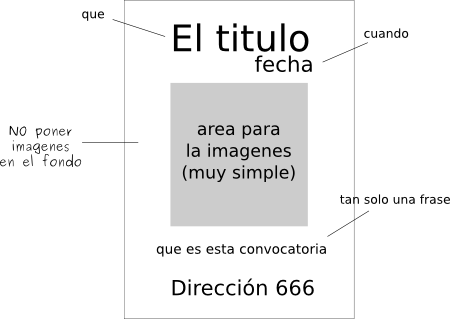 que
El titulo
cuando
fecha
NO poner
imagenes
en el fondo
area para
la imagenes
(muy simple)
tan solo una frase
que es esta convocatoria
Dirección 666